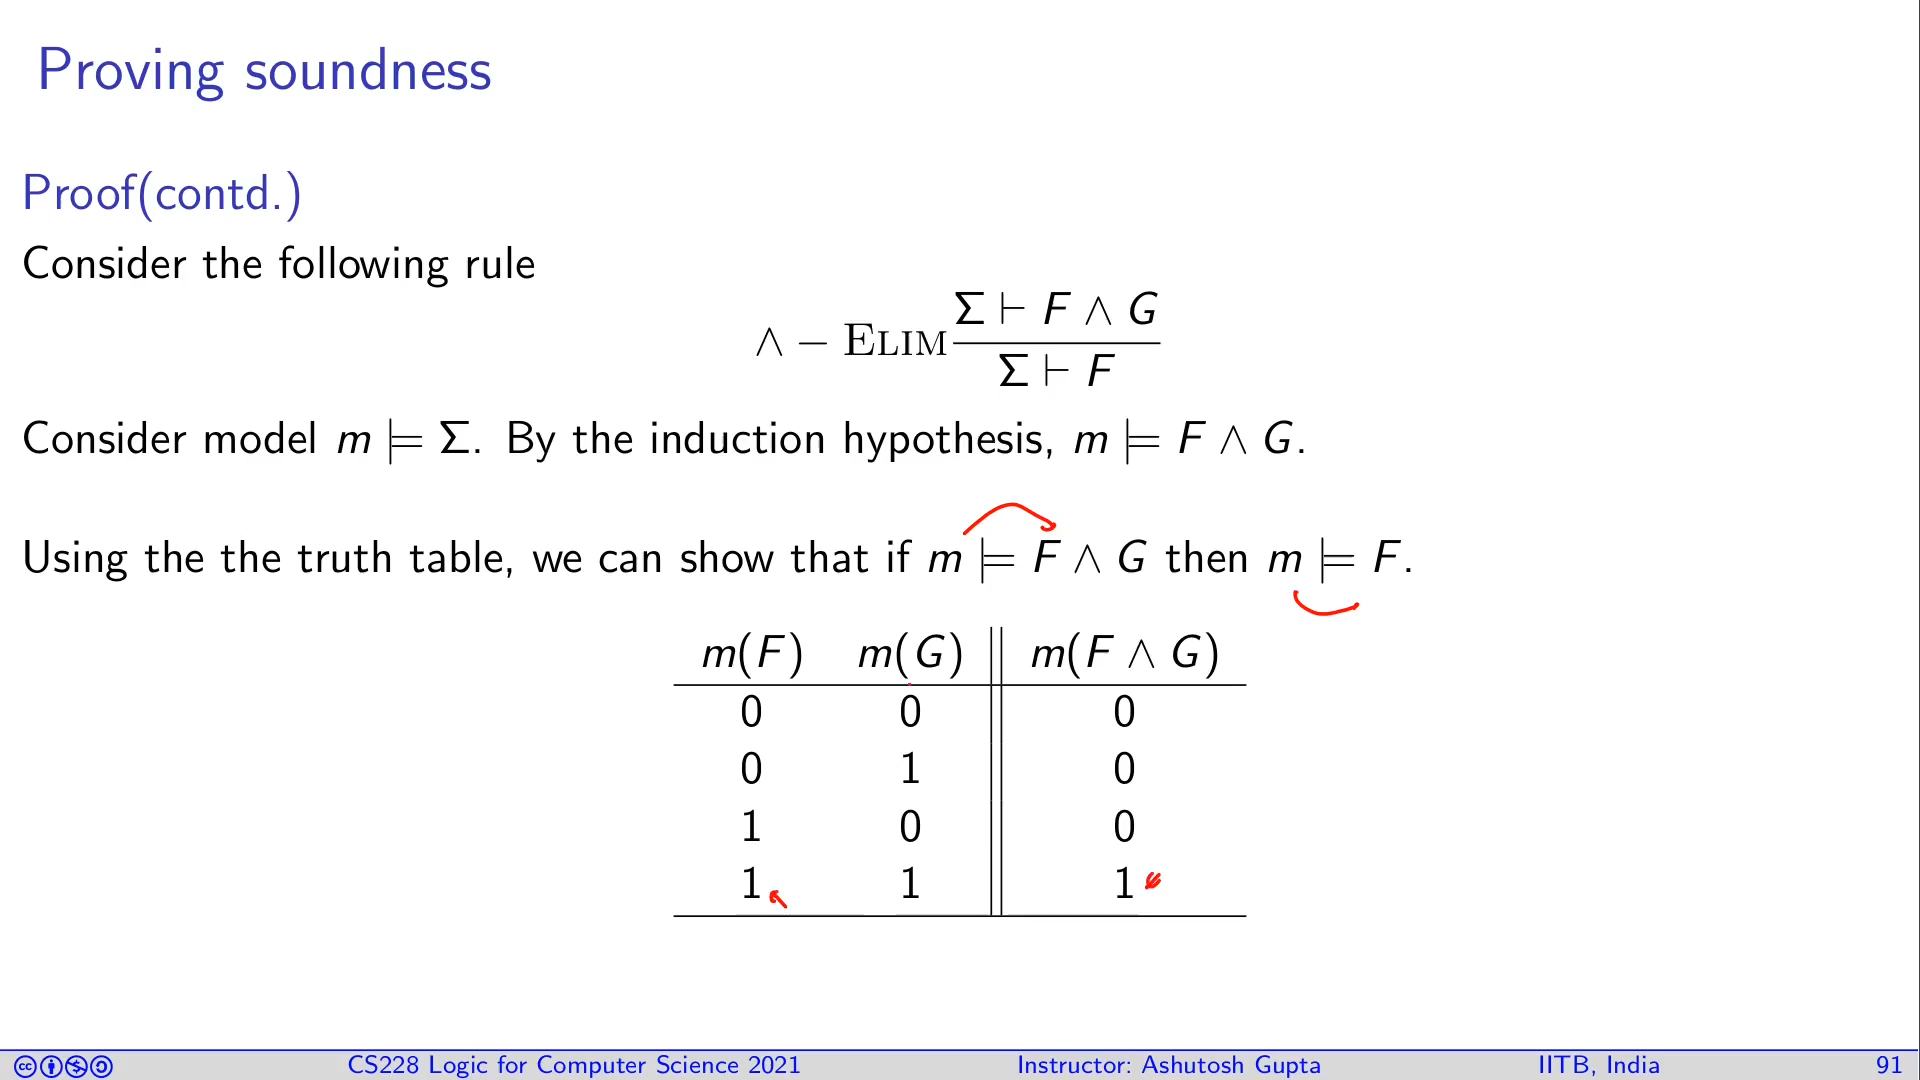 Proving soundness
Proof(contd.)
Consider the following rule
∧ − ELIM Σ ⊢ F ∧ G
Σ ⊢ F
Consider model m ⊨ Σ. By the induction hypothesis, m ⊨ F ∧ G.
Using the the truth table, we can show that if m ⊨ F ∧ G then m ⊨ F.
m(F) m(G) m(F ∧ G)
0 0 0
0 1 0
1 0 0
1 1 1
CS228 Logic for Computer Science 2021 Instructor: Ashutosh Gupta IITB, India 91